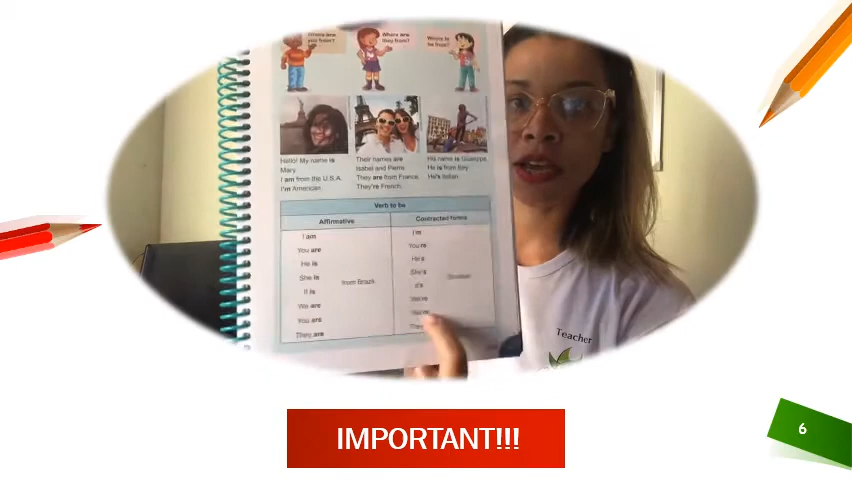 Where are
you from?
Where are
they from?
Where is
he from?
Hello! My name is
Mary.
I am from the U.S.A.
I'm American.
Their names are
Isabel and Pierre.
They are from France.
They're French.
His name is Giuseppe.
He is from Italy.
He's Italian.
Verb to be
Affirmative
Contracted forms
I am
You are
He is
She is
It is
We are
You are
They are
from Brazil.
I'm
You're
He's
She's
It's
We're
You're
Teacher
IMPORTANT!!!
6